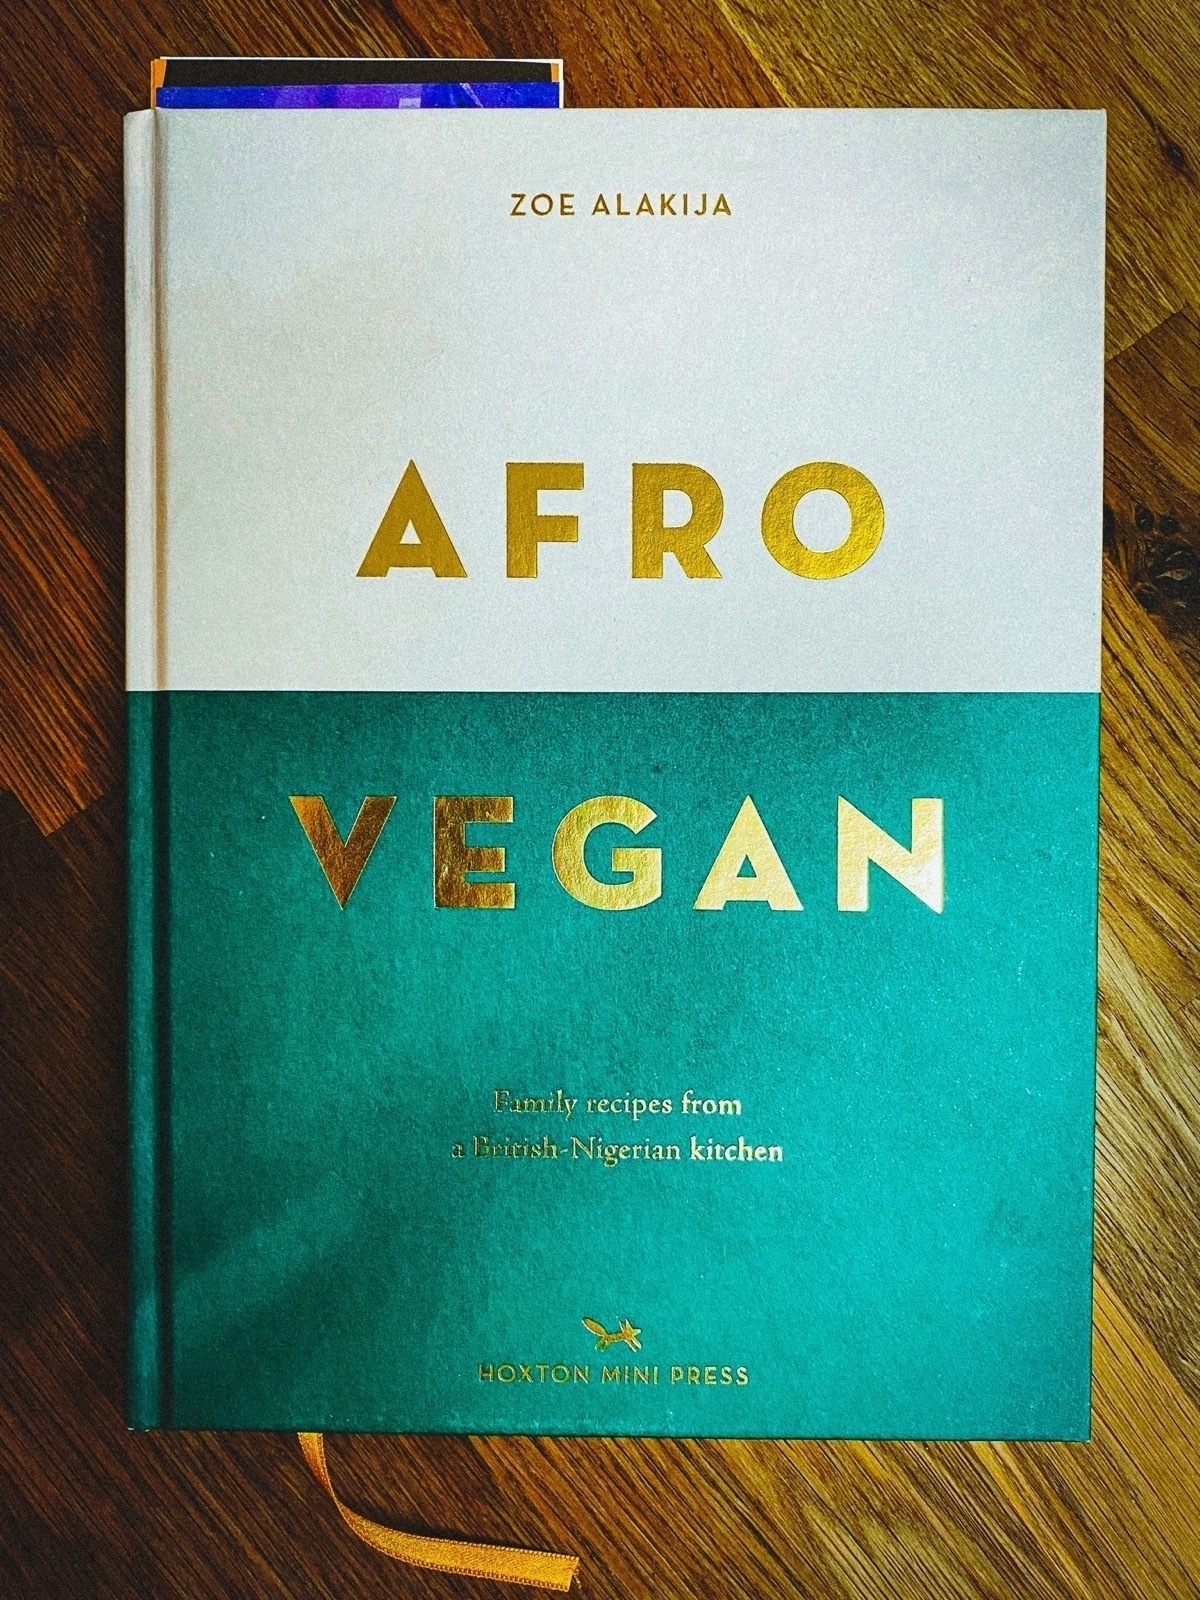 ZOE ALAKIJA
AFRO
VEGAN
Family recipes from
a British-Nigerian kitchen
HOXTON MINI PRESS